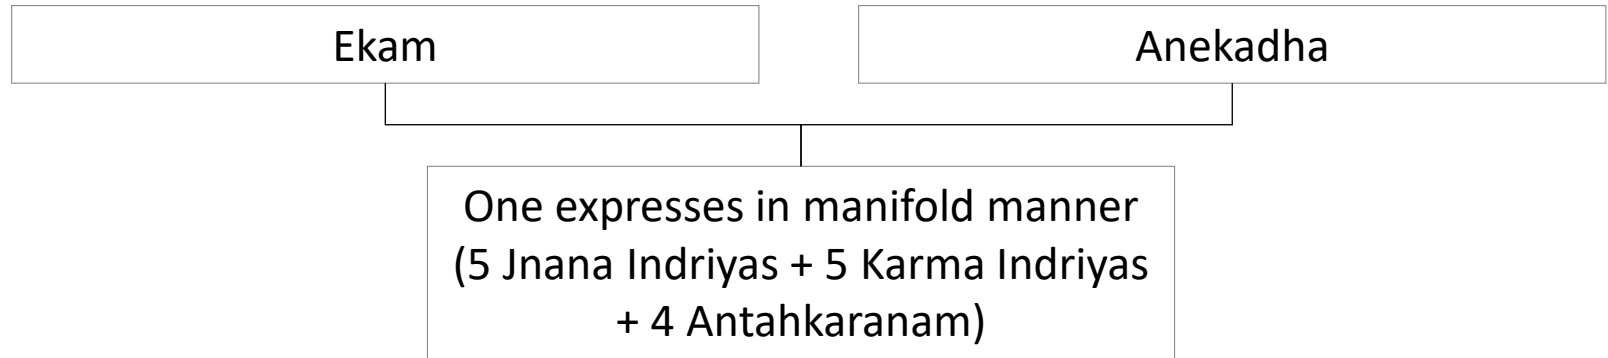 Ekam
Anekadha
One expresses in manifold manner
(5 Jnana Indriyas + 5 Karma Indriyas
+ 4 Antahkaranam)